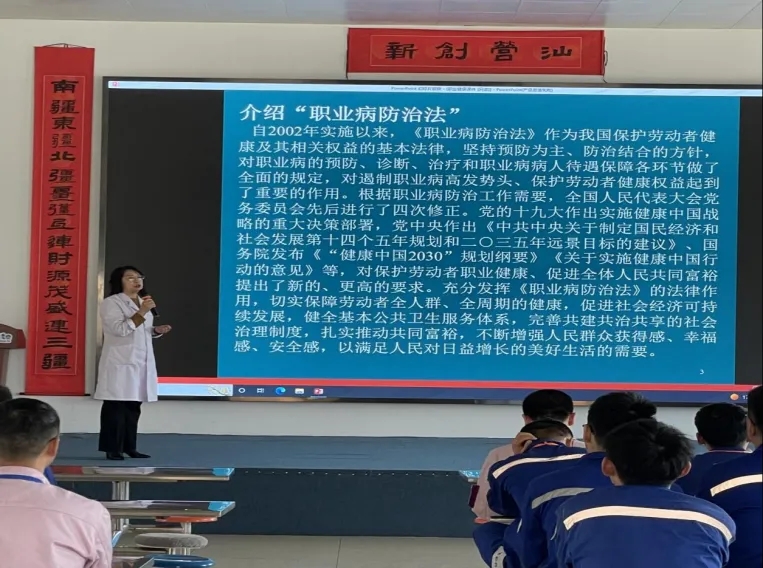 汕營創新
南疆東北疆互連財源茂盛連三疆
介绍“职业病防治法”
自2002年实施以来，《职业病防治法》作为我国保护劳动者健
康及其相关权益的基本法律，坚持预防为主、防治结合的方针，
对职业病的预防、诊断、治疗和职业病病人待遇保障各环节做了
全面的规定，对遏制职业病高发势头、保护劳动者健康权益起到
了重要的作用。根据职业病防治工作需要，全国人民代表大会党
务委员会先后进行了四次修正。党的十九大作出实施健康中国战
略的重大决策部署，党中央作出《中共中央关于制定国民经济和
社会发展第十四个五年规划和二〇三五年远景目标的建议》、国
务院发布《“健康中国2030”规划纲要》《关于实施健康中国行
动的意见》等，对保护劳动者职业健康、促进全体人民共同富裕
提出了新的、更高的要求。充分发挥《职业病防治法》的法律作
用，切实保障劳动者全人群、全周期的健康，促进社会经济可持
续发展，健全基本公共卫生服务体系，完善共建共治共享的社会
治理制度，扎实推动共同富裕，不断增强人民群众获得感、幸福
感、安全感，以满足人民对日益增长的美好生活的需要。
3